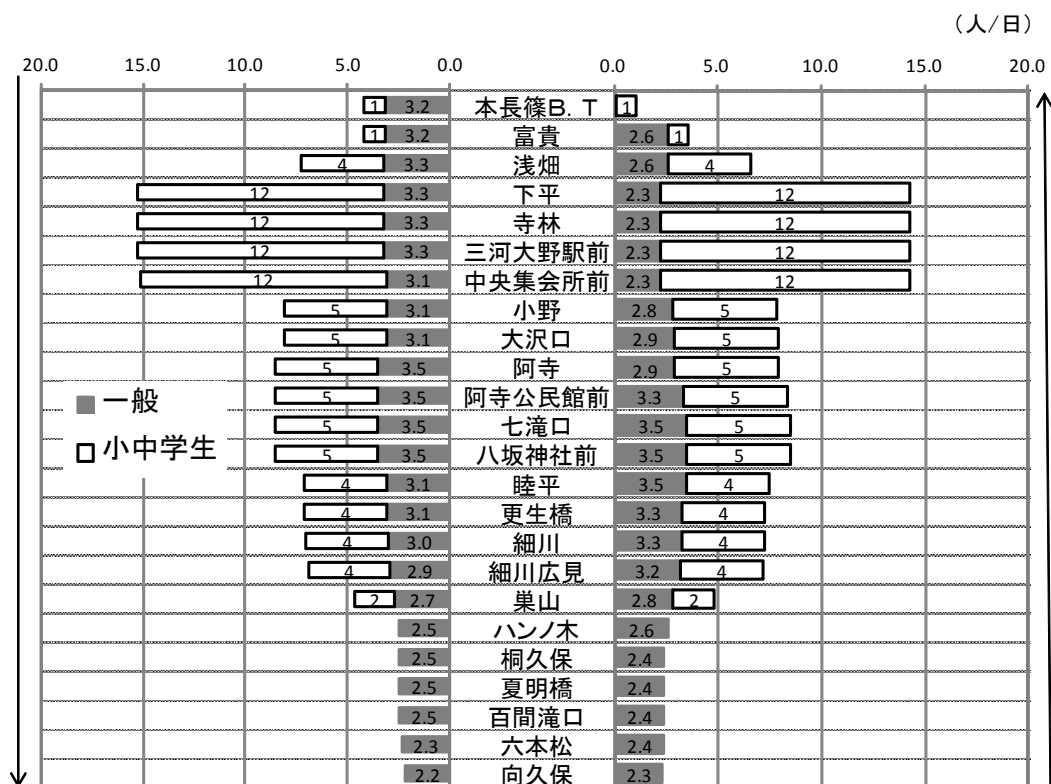 (人/日)
20.0 15.0 10.0 5.0 0.0 0.0 5.0 10.0 15.0 20.0
1 3.2 本長篠B. T 1
1 3.2 富貴 2.6 1
4 3.3 浅畑 2.6 4
12 3.3 下平 2.3 12
12 3.3 寺林 2.3 12
12 3.3 三河大野駅前 2.3 12
12 3.1 中央集会所前 2.3 12
5 3.1 小野 2.8 5
5 3.1 大沢口 2.9 5
5 3.5 阿寺 2.9 5
5 3.5 阿寺公民館前 3.3 5
5 3.5 七滝口 3.5 5
5 3.5 八坂神社前 3.5 5
4 3.1 睦平 3.5 4
4 3.1 更生橋 3.3 4
4 3.0 細川 3.3 4
4 2.9 細川広見 3.2 4
2 2.7 巣山 2.8 2
2.5 ハンノ木 2.6
2.5 桐久保 2.4
2.5 夏明橋 2.4
2.5 百間滝口 2.4
2.3 六本松 2.4
2.2 向久保 2.3
一般
小中学生